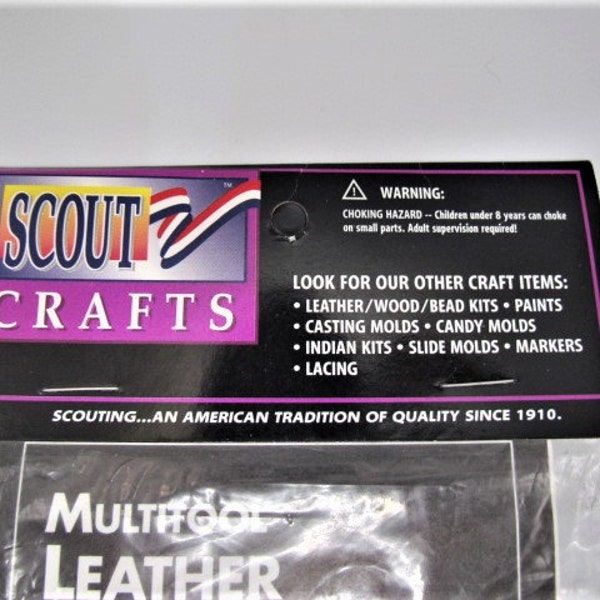 SCOUT
™
CRAFTS
⚠ WARNING:
CHOKING HAZARD -- Children under 8 years can choke
on small parts. Adult supervision required!
LOOK FOR OUR OTHER CRAFT ITEMS:
• LEATHER/WOOD/BEAD KITS • PAINTS
• CASTING MOLDS • CANDY MOLDS
• INDIAN KITS • SLIDE MOLDS • MARKERS
• LACING
SCOUTING...AN AMERICAN TRADITION OF QUALITY SINCE 1910.
MULTITOOL
LEATHER